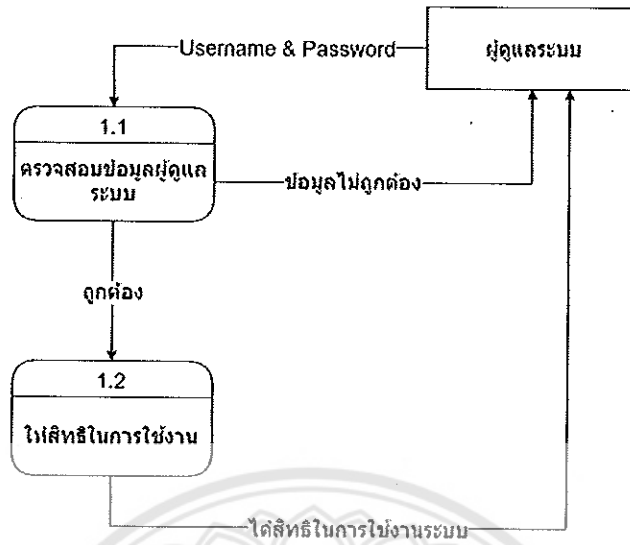 Username & Password
ผู้ดูแลระบบ
1.1
ตรวจสอบข้อมูลผู้ดูแล
ระบบ
ข้อมูลไม่ถูกต้อง
ถูกต้อง
1.2
ให้สิทธิในการใช้งาน
ได้สิทธิในการใช้งานระบบ